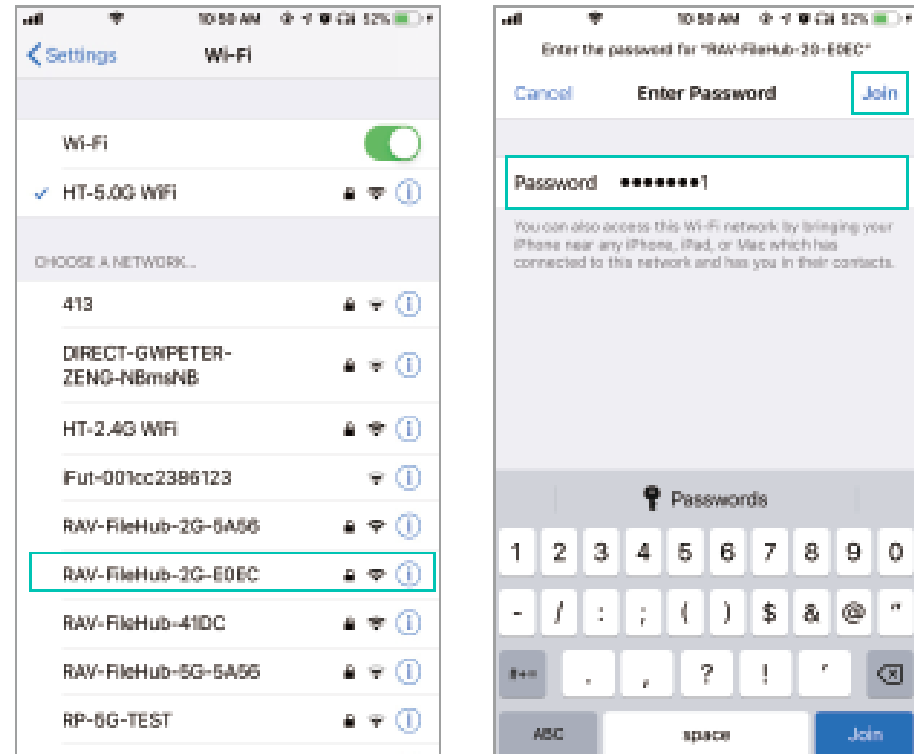 10:50 AM 52%
Settings
Wi-Fi
Wi-Fi
HT-5.0G WiFi
CHOOSE A NETWORK...
413
DIRECT-GWPETER-
ZENG-NBmsNB
HT-2.4G WiFi
iFut-001cc2386123
RAV-FileHub-2G-5A56
RAV-FileHub-2G-E0EC
RAV-FileHub-41DC
RAV-FileHub-5G-5A56
RP-5G-TEST
10:50 AM 52%
Enter the password for "RAV-FileHub-2G-E0EC"
Cancel
Enter Password
Join
Password ●●●●●●●1
You can also access this Wi-Fi network by bringing your
iPhone near any iPhone, iPad, or Mac which has
connected to this network and has you in their contacts.
Passwords
1 2 3 4 5 6 7 8 9 0
- / : ; ( ) $ & @ "
#+= . , ? ! '
ABC space Join